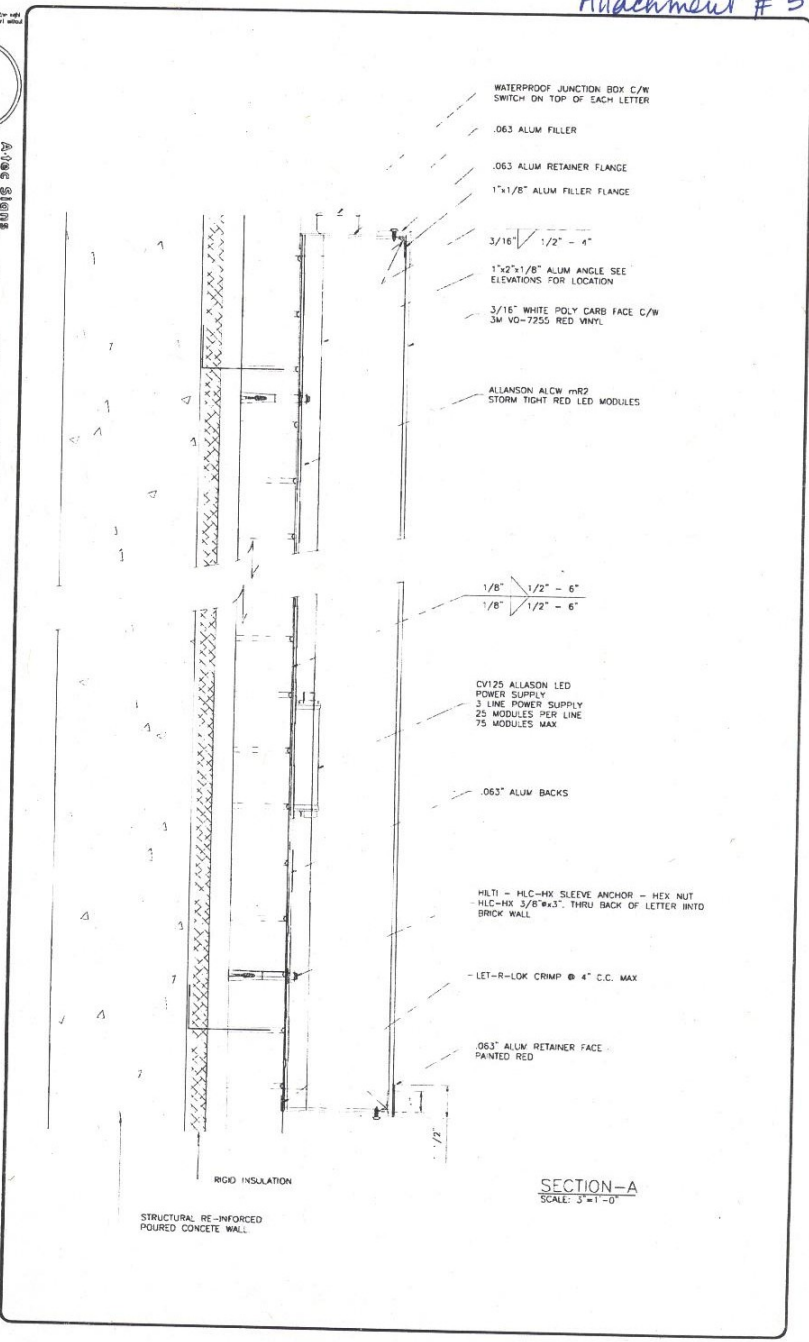 Attachment # 5
A-tec Signs
WATERPROOF JUNCTION BOX C/W
SWITCH ON TOP OF EACH LETTER
.063 ALUM FILLER
.063 ALUM RETAINER FLANGE
1"x1/8" ALUM FILLER FLANGE
3/16" 1/2" - 4"
1"x2"x1/8" ALUM ANGLE SEE
ELEVATIONS FOR LOCATION
3/16" WHITE POLY CARB FACE C/W
3M VO-7255 RED VINYL
ALLANSON ALCW mR2
STORM TIGHT RED LED MODULES
1/8" 1/2" - 6"
1/8" 1/2" - 6"
CV125 ALLASON LED
POWER SUPPLY
3 LINE POWER SUPPLY
25 MODULES PER LINE
75 MODULES MAX
.063" ALUM BACKS
HILTI - HLC-HX SLEEVE ANCHOR - HEX NUT
HLC-HX 3/8"øx3". THRU BACK OF LETTER IINTO
BRICK WALL
LET-R-LOK CRIMP @ 4" C.C. MAX
.063" ALUM RETAINER FACE
PAINTED RED
1/2"
RIGID INSULATION
SECTION-A
SCALE: 3"=1'-0"
STRUCTURAL RE-INFORCED
POURED CONCETE WALL